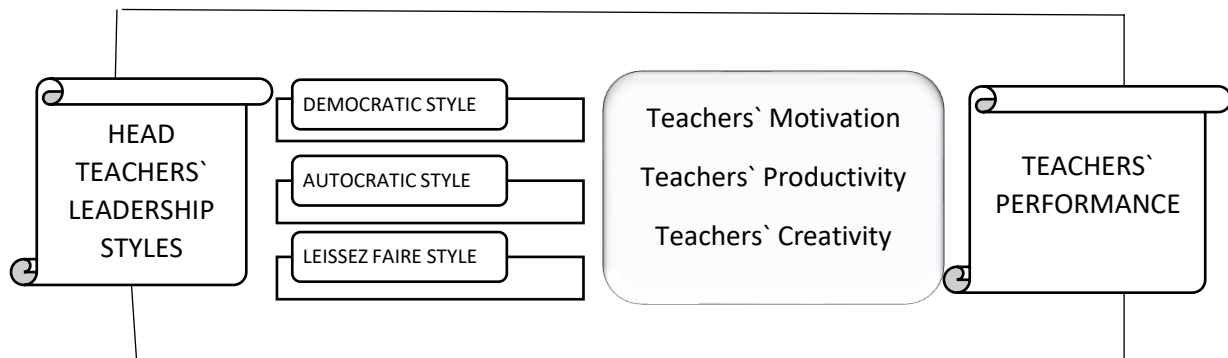 HEAD
TEACHERS`
LEADERSHIP
STYLES
DEMOCRATIC STYLE
AUTOCRATIC STYLE
LEISSEZ FAIRE STYLE
Teachers` Motivation
Teachers` Productivity
Teachers` Creativity
TEACHERS`
PERFORMANCE